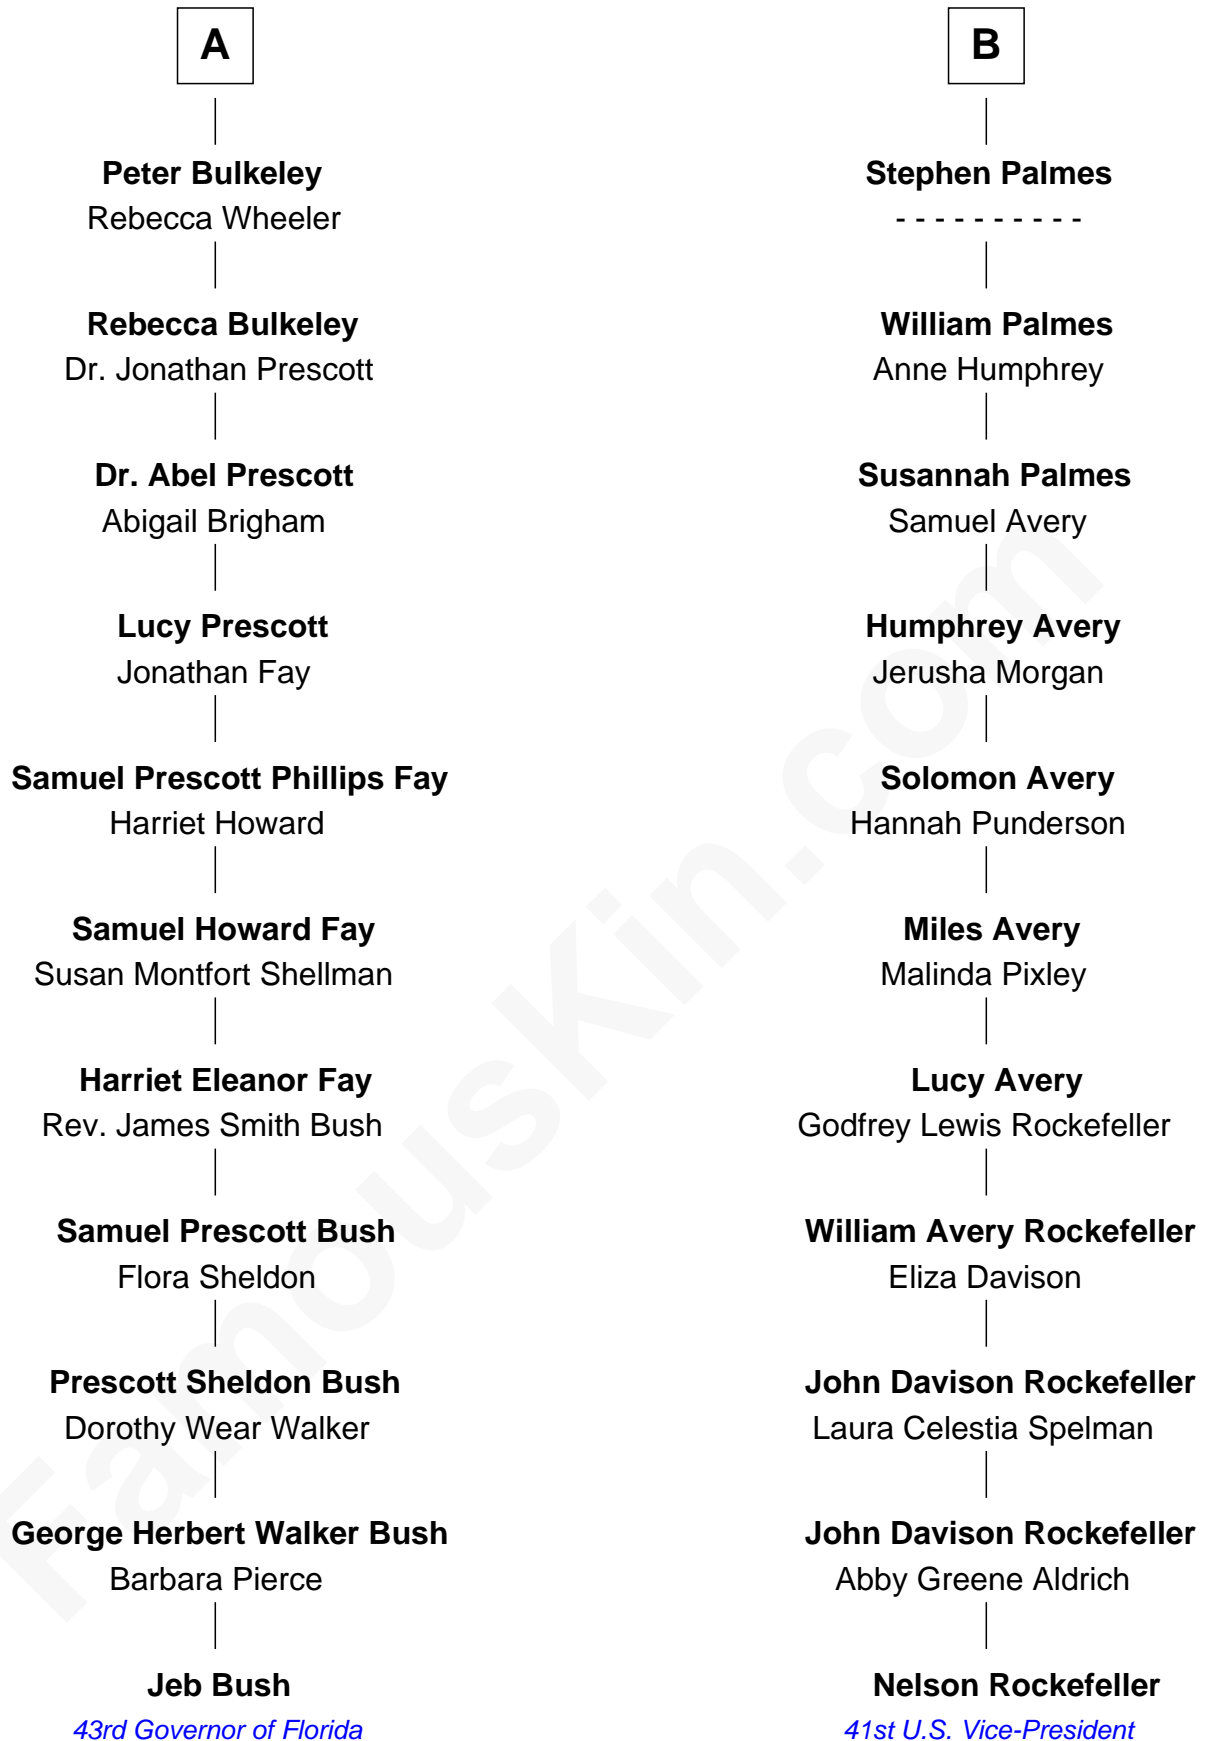 A
Peter Bulkeley
Rebecca Wheeler
Rebecca Bulkeley
Dr. Jonathan Prescott
Dr. Abel Prescott
Abigail Brigham
Lucy Prescott
Jonathan Fay
Samuel Prescott Phillips Fay
Harriet Howard
Samuel Howard Fay
Susan Montfort Shellman
Harriet Eleanor Fay
Rev. James Smith Bush
Samuel Prescott Bush
Flora Sheldon
Prescott Sheldon Bush
Dorothy Wear Walker
George Herbert Walker Bush
Barbara Pierce
Jeb Bush
43rd Governor of Florida
B
Stephen Palmes
- - - - - - - - - -
William Palmes
Anne Humphrey
Susannah Palmes
Samuel Avery
Humphrey Avery
Jerusha Morgan
Solomon Avery
Hannah Punderson
Miles Avery
Malinda Pixley
Lucy Avery
Godfrey Lewis Rockefeller
William Avery Rockefeller
Eliza Davison
John Davison Rockefeller
Laura Celestia Spelman
John Davison Rockefeller
Abby Greene Aldrich
Nelson Rockefeller
41st U.S. Vice-President
FamousKin.com